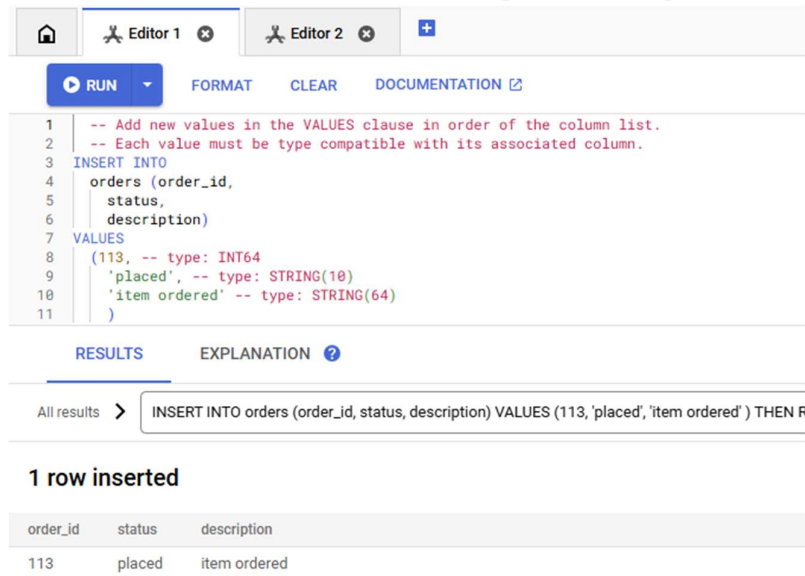 Editor 1
Editor 2
RUN FORMAT CLEAR DOCUMENTATION
1 -- Add new values in the VALUES clause in order of the column list.
2 -- Each value must be type compatible with its associated column.
3 INSERT INTO
4 orders (order_id,
5 status,
6 description)
7 VALUES
8 (113, -- type: INT64
9 'placed', -- type: STRING(10)
10 'item ordered' -- type: STRING(64)
11 )
RESULTS EXPLANATION ?
All results INSERT INTO orders (order_id, status, description) VALUES (113, 'placed', 'item ordered' ) THEN R
1 row inserted
order_id status description
113 placed item ordered